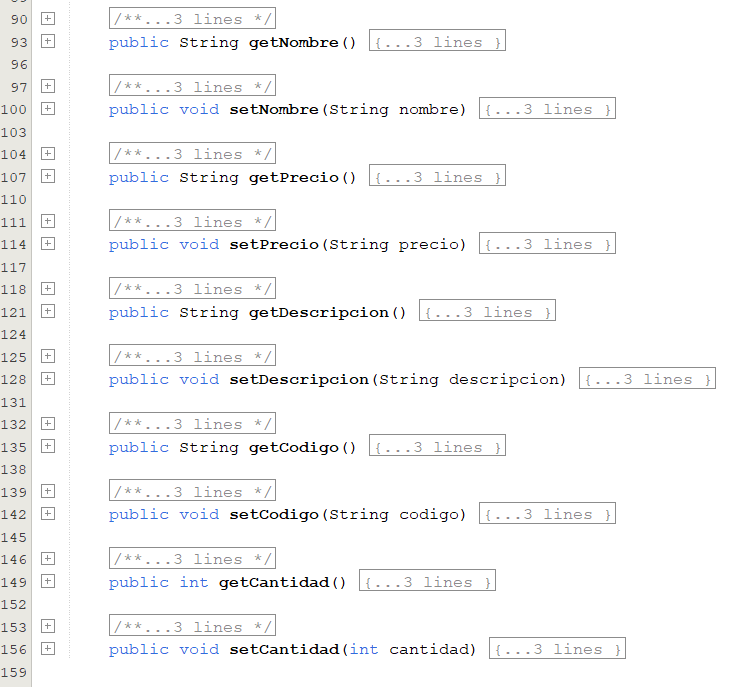 90 /**...3 lines */
93 public String getNombre() {...3 lines }
96
97 /**...3 lines */
100 public void setNombre(String nombre) {...3 lines }
103
104 /**...3 lines */
107 public String getPrecio() {...3 lines }
110
111 /**...3 lines */
114 public void setPrecio(String precio) {...3 lines }
117
118 /**...3 lines */
121 public String getDescripcion() {...3 lines }
124
125 /**...3 lines */
128 public void setDescripcion(String descripcion) {...3 lines }
131
132 /**...3 lines */
135 public String getCodigo() {...3 lines }
138
139 /**...3 lines */
142 public void setCodigo(String codigo) {...3 lines }
145
146 /**...3 lines */
149 public int getCantidad() {...3 lines }
152
153 /**...3 lines */
156 public void setCantidad(int cantidad) {...3 lines }
159